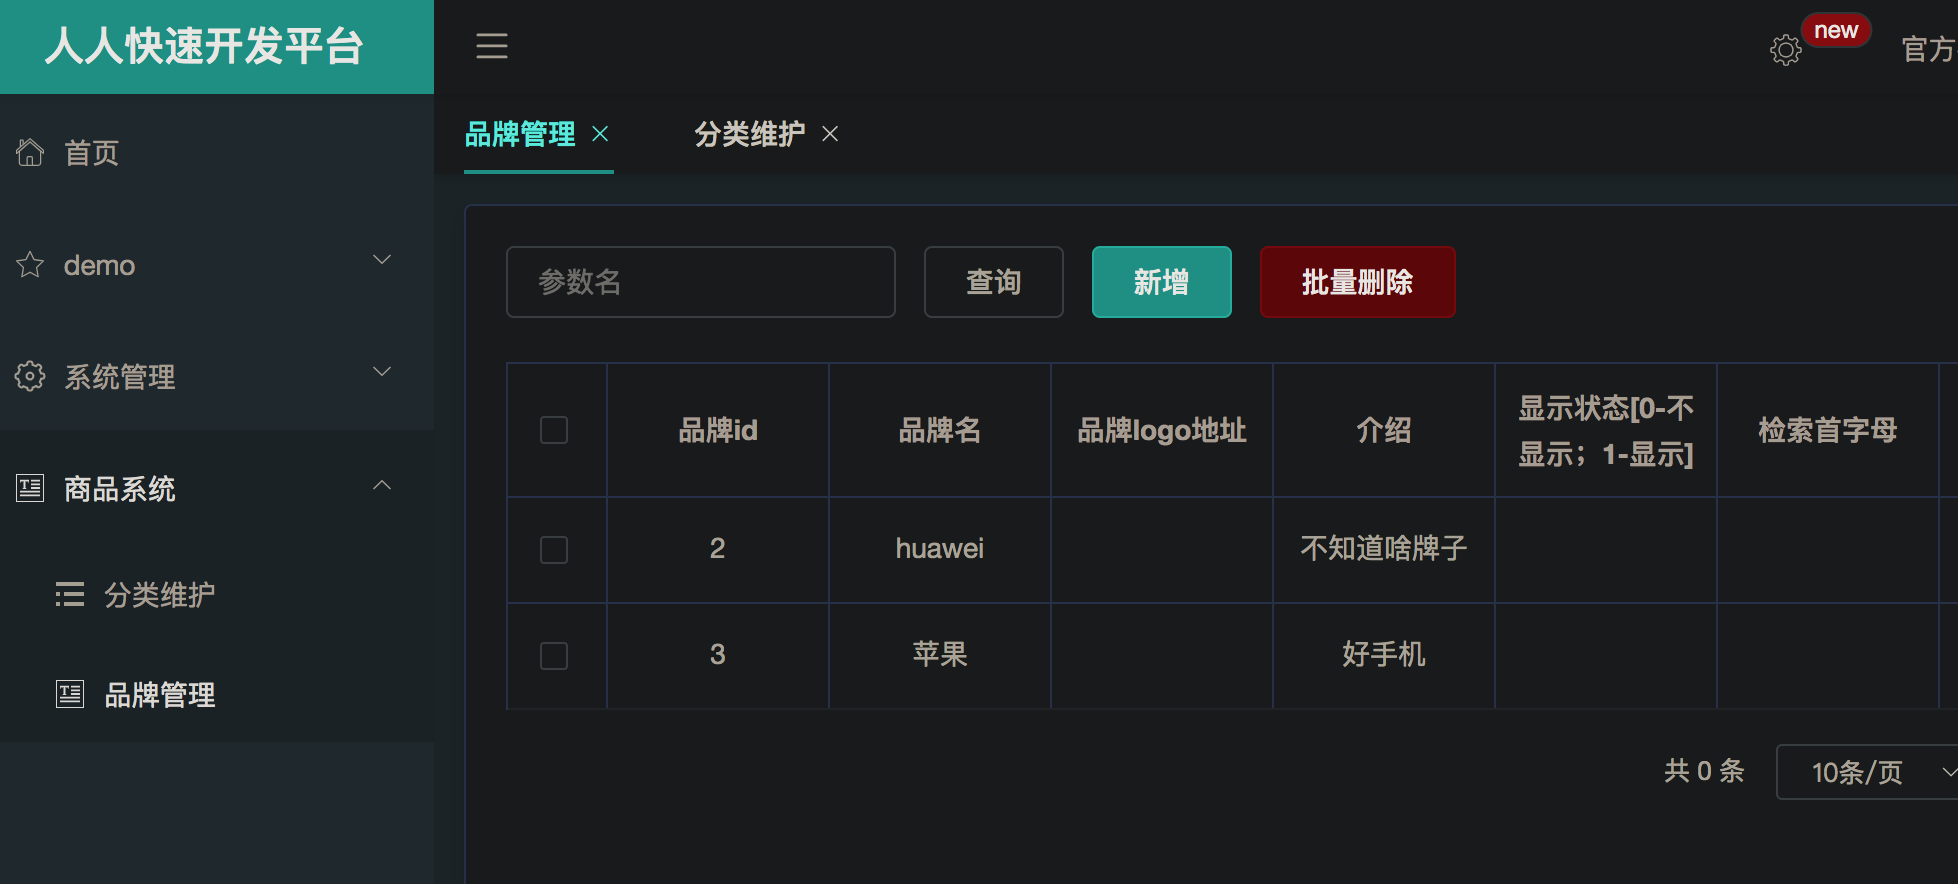 人人快速开发平台
new
官方
首页
demo
系统管理
商品系统
分类维护
品牌管理
品牌管理
分类维护
参数名
查询
新增
批量删除
品牌id
品牌名
品牌logo地址
介绍
显示状态[0-不
显示；1-显示]
检索首字母
2
huawei
不知道啥牌子
3
苹果
好手机
共 0 条
10条/页